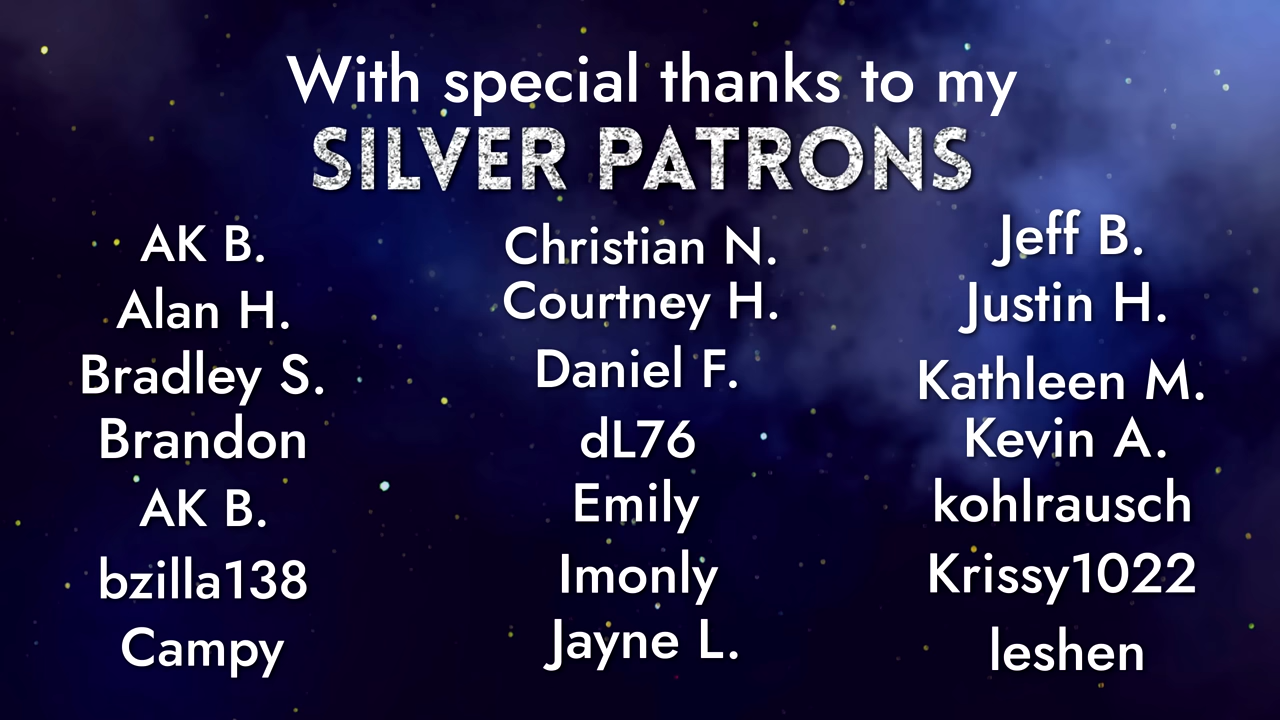 With special thanks to my
SILVER PATRONS
AK B.
Alan H.
Bradley S.
Brandon
AK B.
bzilla138
Campy
Christian N.
Courtney H.
Daniel F.
dL76
Emily
Imonly
Jayne L.
Jeff B.
Justin H.
Kathleen M.
Kevin A.
kohlrausch
Krissy1022
leshen